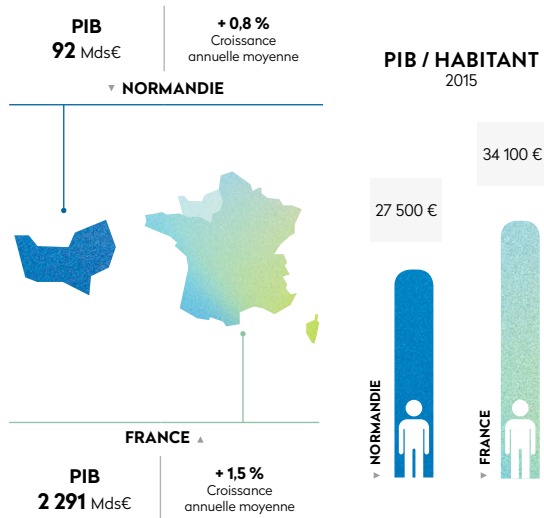 PIB
92 Mds€
+ 0,8 %
Croissance
annuelle moyenne
▼ NORMANDIE
FRANCE ▲
PIB
2 291 Mds€
+ 1,5 %
Croissance
annuelle moyenne
PIB / HABITANT
2015
27 500 €
34 100 €
▼ NORMANDIE
▼ FRANCE